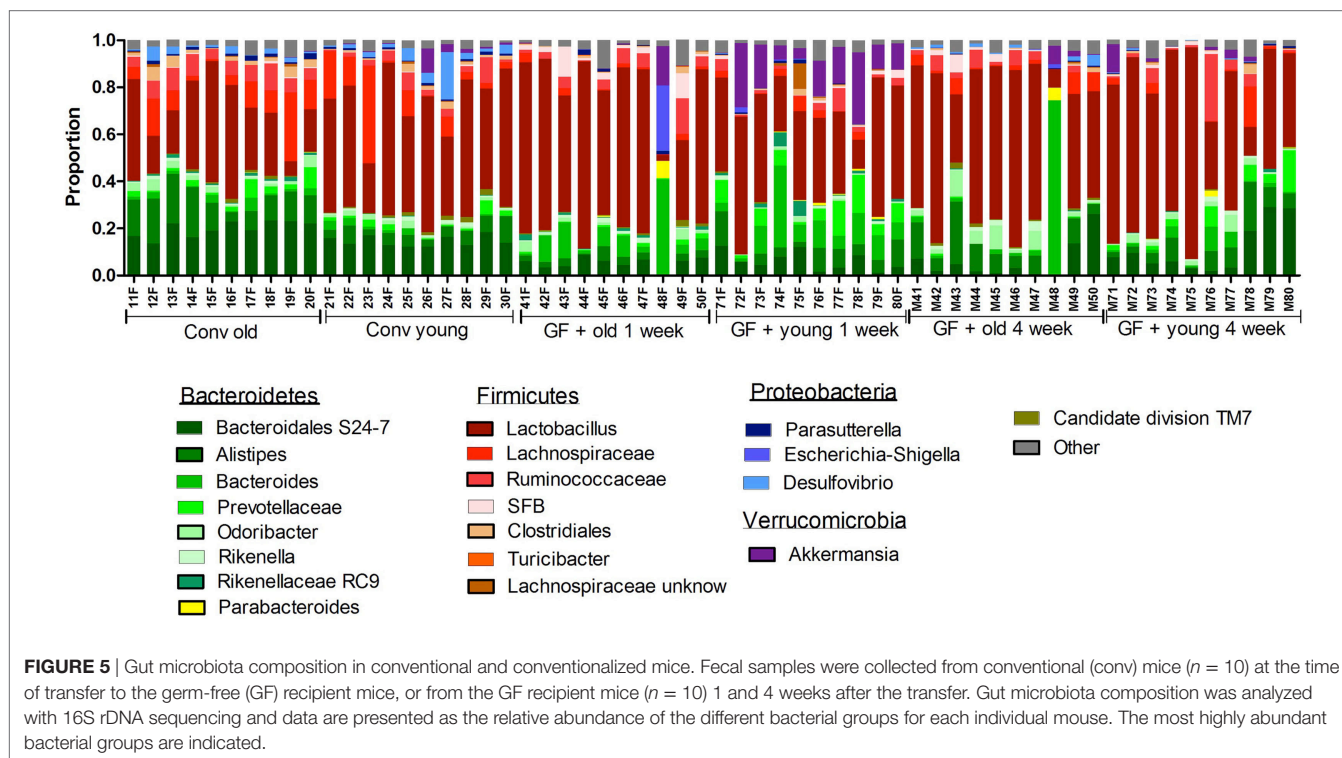 1.0
0.8
0.6
0.4
0.2
0.0
Proportion
11F 12F 13F 14F 15F 16F 17F 18F 19F 20F 21F 22F 23F 24F 25F 26F 27F 28F 29F 30F 41F 42F 43F 44F 45F 46F 47F 48F 49F 50F 71F 72F 73F 74F 75F 76F 77F 78F 79F 80F M41 M42 M43 M44 M45 M46 M47 M48 M49 M50 M71 M72 M73 M74 M75 M76 M77 M78 M79 M80
Conv old Conv young GF + old 1 week GF + young 1 week GF + old 4 week GF + young 4 week
Bacteroidetes
Bacteroidales S24-7
Alistipes
Bacteroides
Prevotellaceae
Odoribacter
Rikenella
Rikenellaceae RC9
Parabacteroides
Firmicutes
Lactobacillus
Lachnospiraceae
Ruminococcaceae
SFB
Clostridiales
Turicibacter
Lachnospiraceae unknow
Proteobacteria
Parasutterella
Escherichia-Shigella
Desulfovibrio
Verrucomicrobia
Akkermansia
Candidate division TM7
Other
FIGURE 5 | Gut microbiota composition in conventional and conventionalized mice. Fecal samples were collected from conventional (conv) mice (n = 10) at the time
of transfer to the germ-free (GF) recipient mice, or from the GF recipient mice (n = 10) 1 and 4 weeks after the transfer. Gut microbiota composition was analyzed
with 16S rDNA sequencing and data are presented as the relative abundance of the different bacterial groups for each individual mouse. The most highly abundant
bacterial groups are indicated.